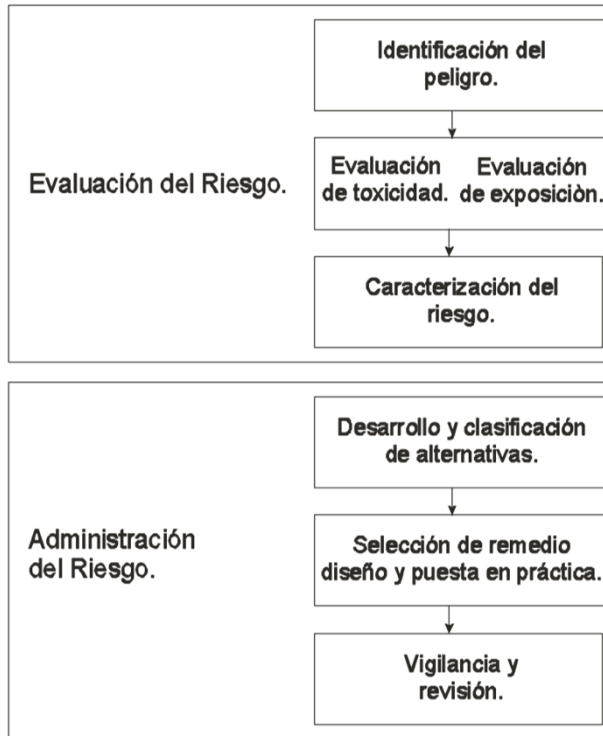 Identificación del
peligro.
Evaluación del Riesgo.
Evaluación
de toxicidad.
Evaluación
de exposiciòn.
Caracterización del
riesgo.
Desarrollo y clasificación
de alternativas.
Administración
del Riesgo.
Selección de remedio
diseño y puesta en práctica.
Vigilancia y
revisión.